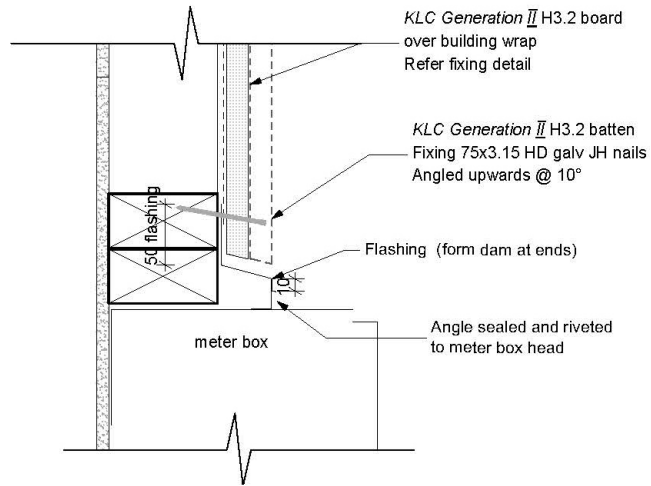 KLC Generation II H3.2 board
over building wrap
Refer fixing detail
KLC Generation II H3.2 batten
Fixing 75x3.15 HD galv JH nails
Angled upwards @ 10°
50 flashing
Flashing (form dam at ends)
10
Angle sealed and riveted
to meter box head
meter box